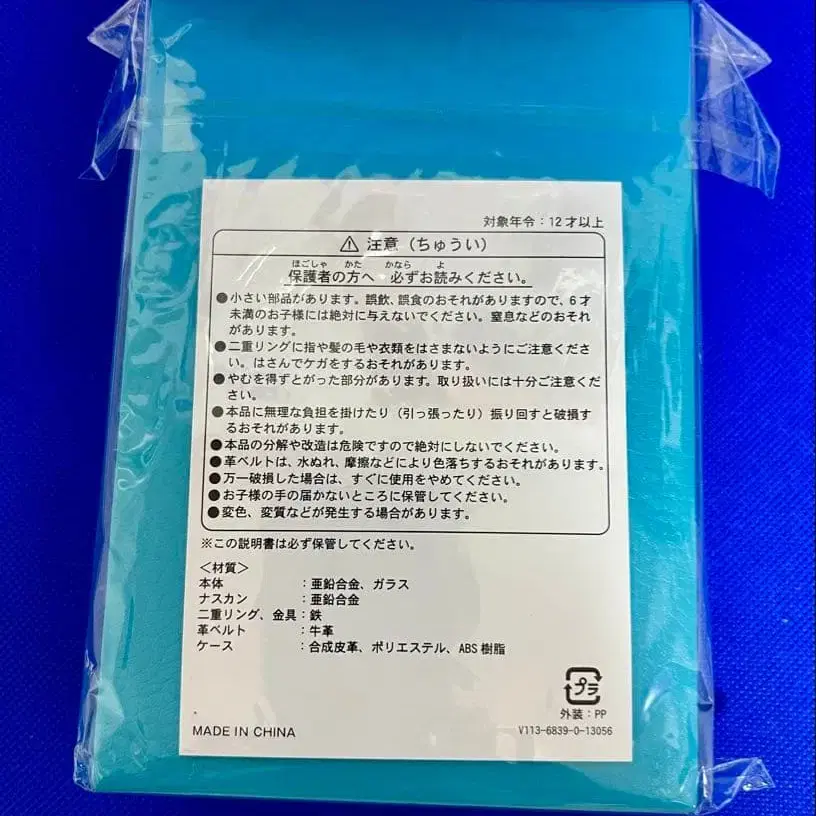 対象年令：12才以上
⚠ 注意（ちゅうい）
ほごしゃ かた かなら よ
保護者の方へ 必ずお読みください。
●小さい部品があります。誤飲、誤食のおそれがありますので、6才
未満のお子様には絶対に与えないでください。窒息などのおそれ
があります。
●二重リングに指や髪の毛や衣類をはさまないようにご注意くださ
い。はさんでケガをするおそれがあります。
●やむを得ずとがった部分があります。取り扱いには十分ご注意くだ
さい。
●本品に無理な負担を掛けたり（引っ張ったり）振り回すと破損す
るおそれがあります。
●本品の分解や改造は危険ですので絶対にしないでください。
●革ベルトは、水ぬれ、摩擦などにより色落ちするおそれがあります。
●万一破損した場合は、すぐに使用をやめてください。
●お子様の手の届かないところに保管してください。
●変色、変質などが発生する場合があります。
※この説明書は必ず保管してください。
＜材質＞
本体 ：亜鉛合金、ガラス
ナスカン ：亜鉛合金
二重リング、金具：鉄
革ベルト ：牛革
ケース ：合成皮革、ポリエステル、ABS樹脂
プラ
外装：PP
MADE IN CHINA
V113-6839-0-13056